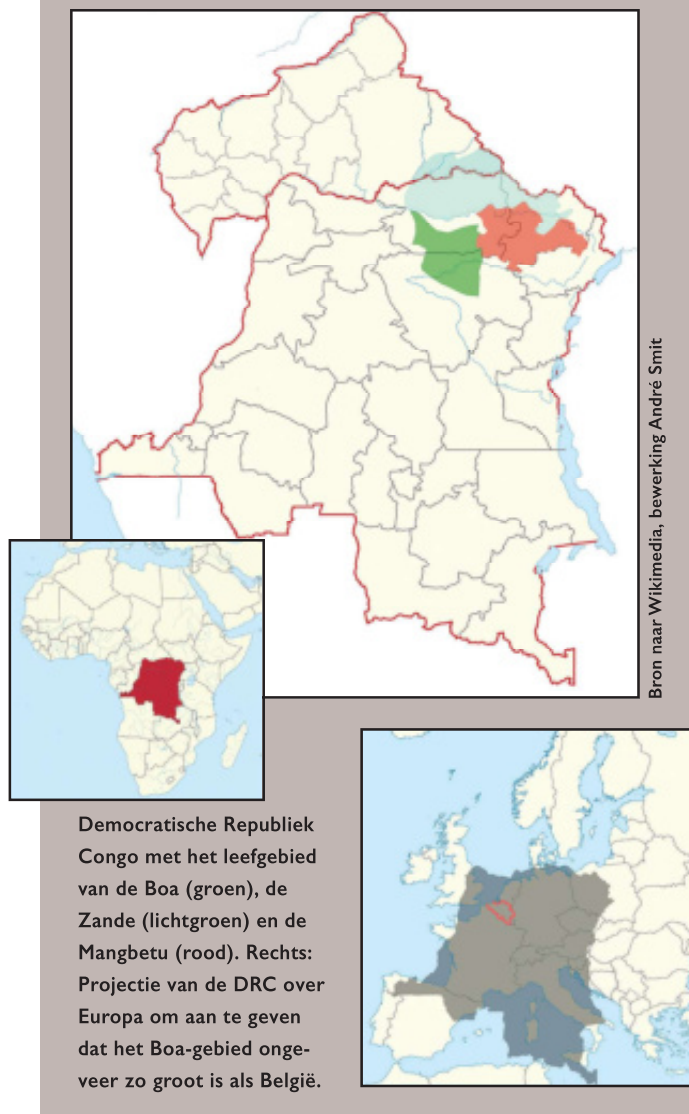 Bron naar Wikimedia, bewerking André Smit
Democratische Republiek
Congo met het leefgebied
van de Boa (groen), de
Zande (lichtgroen) en de
Mangbetu (rood). Rechts:
Projectie van de DRC over
Europa om aan te geven
dat het Boa-gebied onge-
veer zo groot is als België.